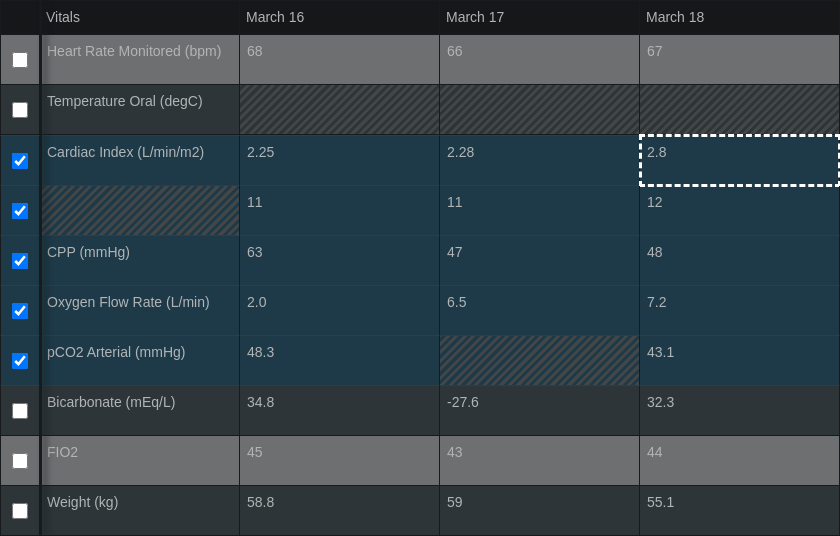 Vitals March 16 March 17 March 18
Heart Rate Monitored (bpm) 68 66 67
Temperature Oral (degC)
Cardiac Index (L/min/m2) 2.25 2.28 2.8
11 11 12
CPP (mmHg) 63 47 48
Oxygen Flow Rate (L/min) 2.0 6.5 7.2
pCO2 Arterial (mmHg) 48.3 43.1
Bicarbonate (mEq/L) 34.8 -27.6 32.3
FIO2 45 43 44
Weight (kg) 58.8 59 55.1